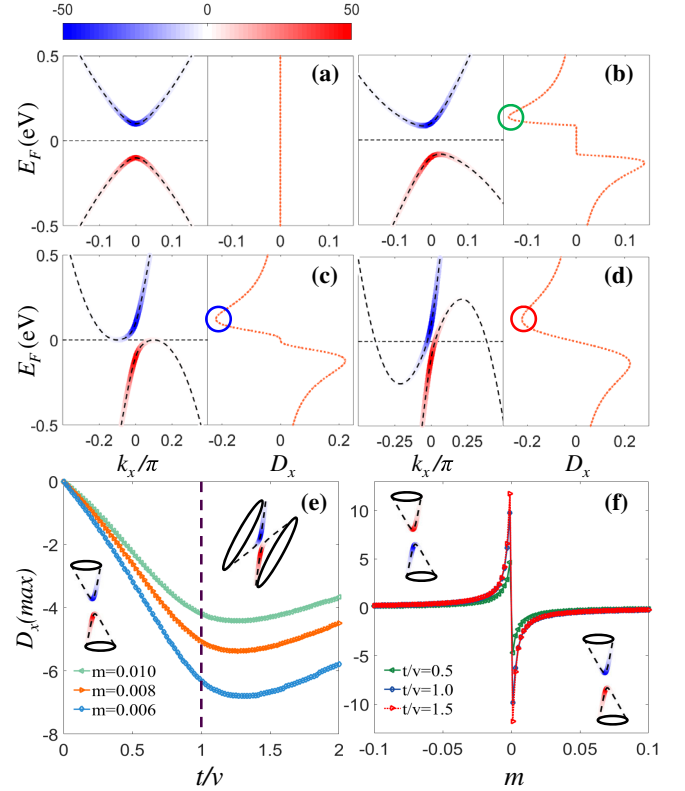 -50 0 50
0.5 (a) (b)
E_F (eV)
0
-0.5
-0.1 0 0.1 -0.1 0 0.1 -0.1 0 0.1 -0.1 0 0.1
0.5 (c) (d)
E_F (eV)
0
-0.5
-0.2 0 0.2 -0.2 0 0.2 -0.25 0 0.25 -0.2 0 0.2
k_x/π D_x k_x/π D_x
0 (e)
-2
-4
-6
-8
D_x(max)
m=0.010
m=0.008
m=0.006
0 0.5 1 1.5 2
t/v
10 (f)
5
0
-5
-10
t/v=0.5
t/v=1.0
t/v=1.5
-0.1 -0.05 0 0.05 0.1
m